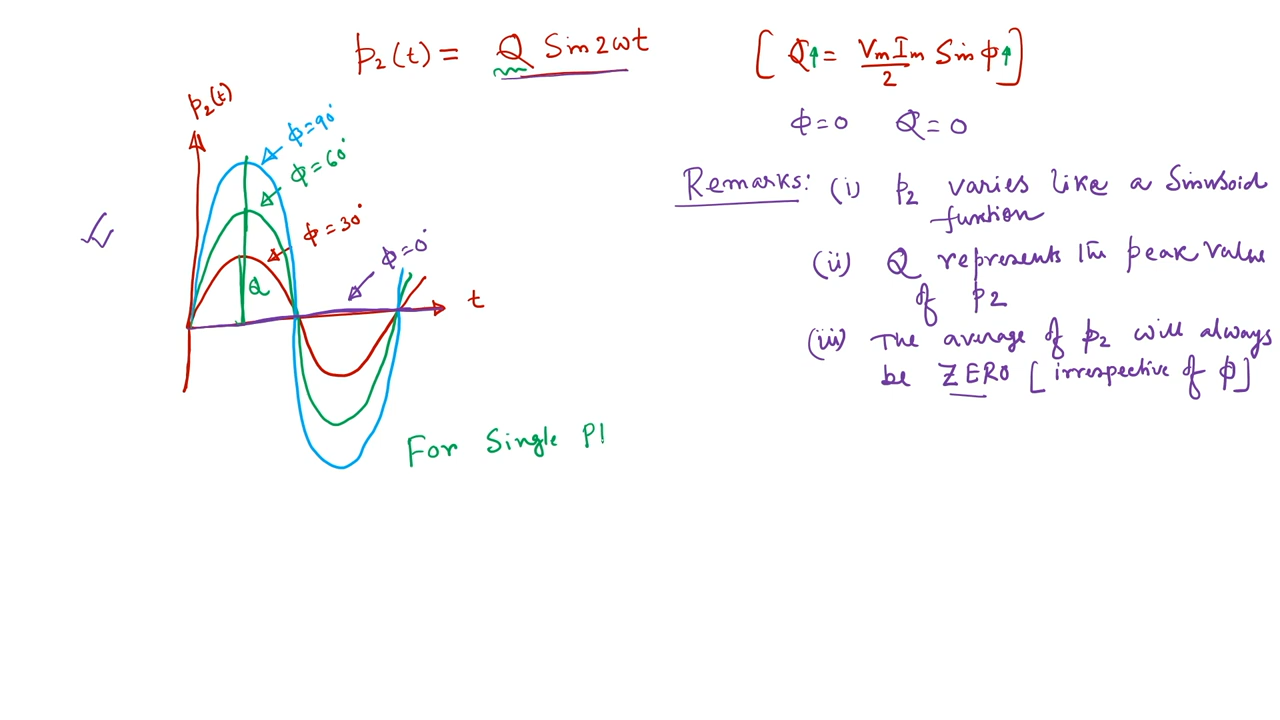 p₂(t) = Q Sin2ωt
[ Q↑ = VmIm/2 Sin ϕ↑ ]
ϕ=0 Q=0
p₂(t)
ϕ=90°
ϕ=60°
ϕ=30°
ϕ=0°
Q
t
Remarks: (i) p₂ varies like a Sinusoid
function
(ii) Q represents the peak value
of p2
(iii) The average of p₂ will always
be ZERO [irrespective of ϕ]
For Single Pl